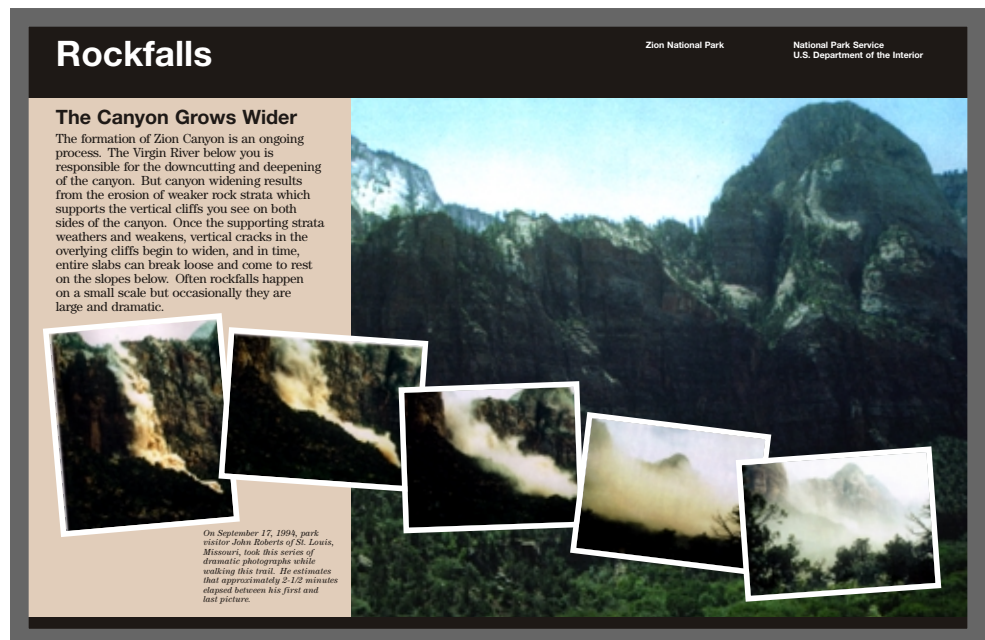 Rockfalls
Zion National Park
National Park Service
U.S. Department of the Interior
The Canyon Grows Wider
The formation of Zion Canyon is an ongoing
process. The Virgin River below you is
responsible for the downcutting and deepening
of the canyon. But canyon widening results
from the erosion of weaker rock strata which
supports the vertical cliffs you see on both
sides of the canyon. Once the supporting strata
weathers and weakens, vertical cracks in the
overlying cliffs begin to widen, and in time,
entire slabs can break loose and come to rest
on the slopes below. Often rockfalls happen
on a small scale but occasionally they are
large and dramatic.
On September 17, 1994, park
visitor John Roberts of St. Louis,
Missouri, took this series of
dramatic photographs while
walking this trail. He estimates
that approximately 2-1/2 minutes
elapsed between his first and
last picture.